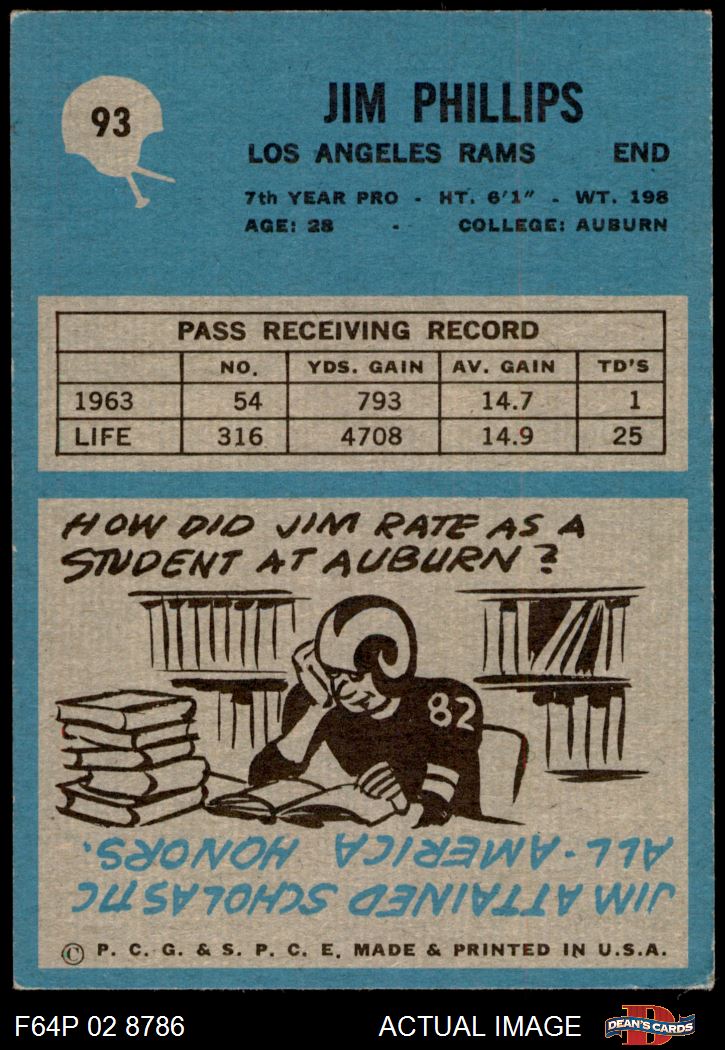 93
JIM PHILLIPS
LOS ANGELES RAMS END
7th YEAR PRO - HT. 6'1" - WT. 198
AGE: 28 - COLLEGE: AUBURN
PASS RECEIVING RECORD
NO. YDS. GAIN AV. GAIN TD'S
1963 54 793 14.7 1
LIFE 316 4708 14.9 25
HOW DID JIM RATE AS A
STUDENT AT AUBURN?
82
JIM ATTAINED SCHOLASTIC
ALL-AMERICA HONORS.
© P. C. G. & S. P. C. E. MADE & PRINTED IN U.S.A.
F64P 02 8786 ACTUAL IMAGE
DEAN'S CARDS